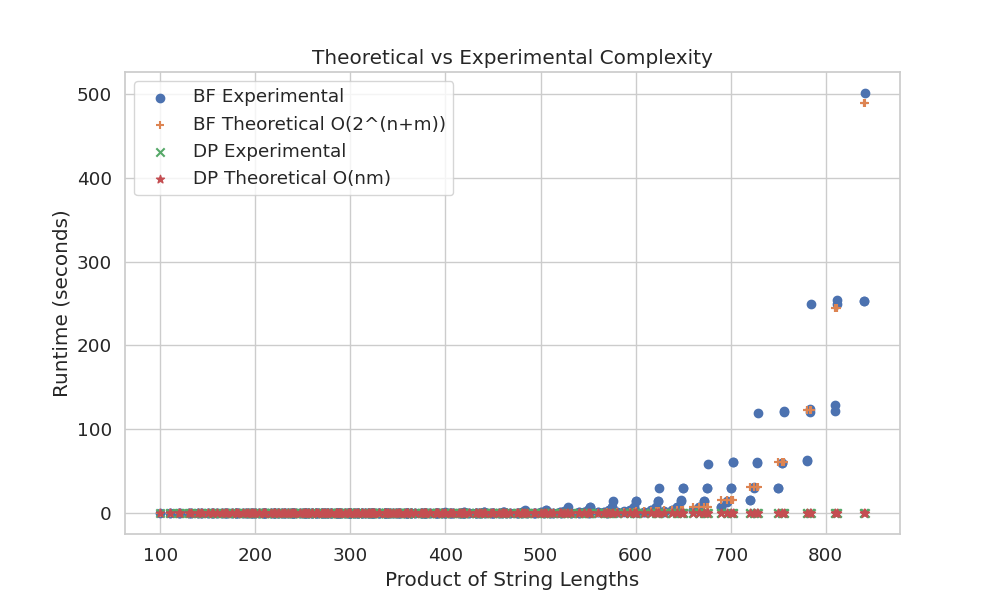 Theoretical vs Experimental Complexity
BF Experimental
BF Theoretical O(2^(n+m))
DP Experimental
DP Theoretical O(nm)
Runtime (seconds)
500
400
300
200
100
0
100 200 300 400 500 600 700 800
Product of String Lengths